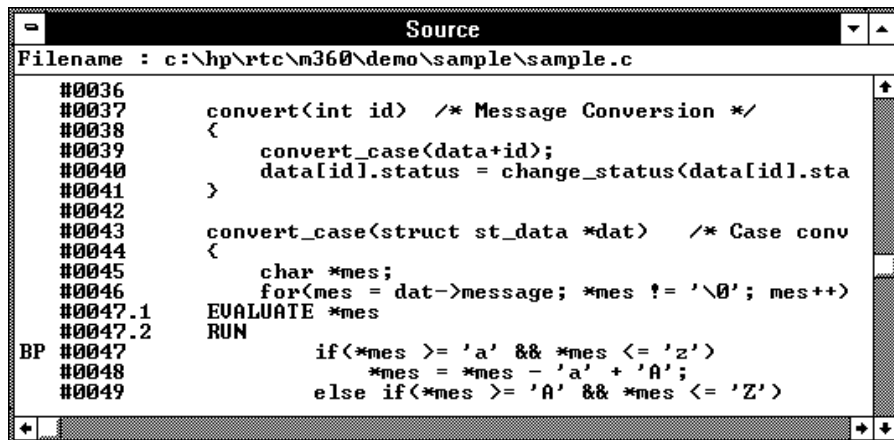 Source
Filename : c:\hp\rtc\m360\demo\sample\sample.c
#0036
#0037 convert(int id) /* Message Conversion */
#0038 {
#0039 convert_case(data+id);
#0040 data[id].status = change_status(data[id].sta
#0041 }
#0042
#0043 convert_case(struct st_data *dat) /* Case conv
#0044 {
#0045 char *mes;
#0046 for(mes = dat->message; *mes != '\0'; mes++)
#0047.1 EVALUATE *mes
#0047.2 RUN
BP #0047 if(*mes >= 'a' && *mes <= 'z')
#0048 *mes = *mes - 'a' + 'A';
#0049 else if(*mes >= 'A' && *mes <= 'Z')